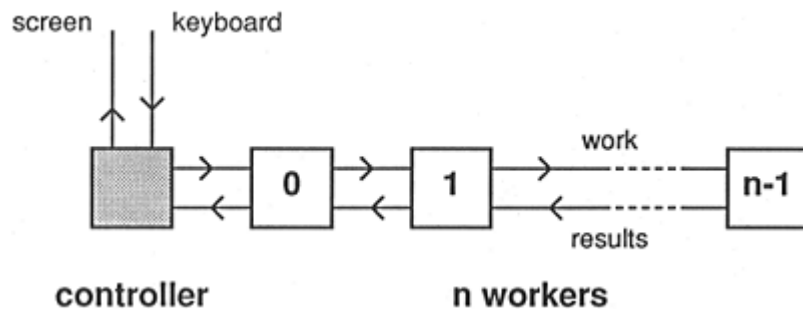 screen keyboard
work
0 1 n-1
results
controller n workers